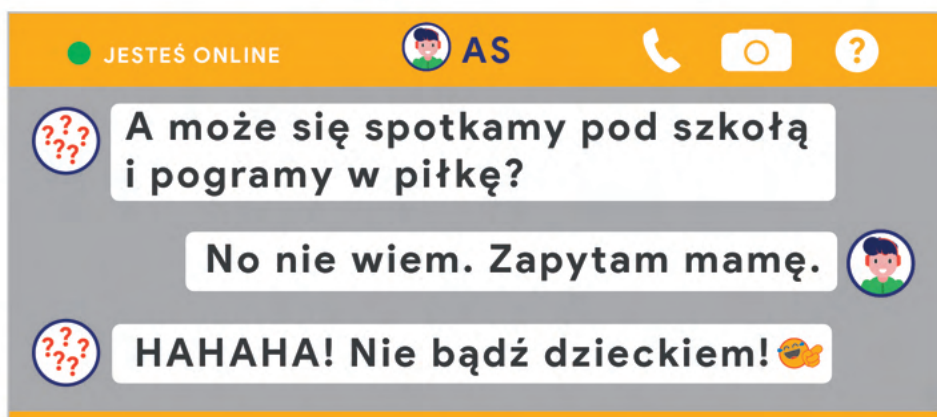 JESTEŚ ONLINE
AS
?
???
???
A może się spotkamy pod szkołą
i pogramy w piłkę?
No nie wiem. Zapytam mamę.
???
???
HAHAHA! Nie bądź dzieckiem!